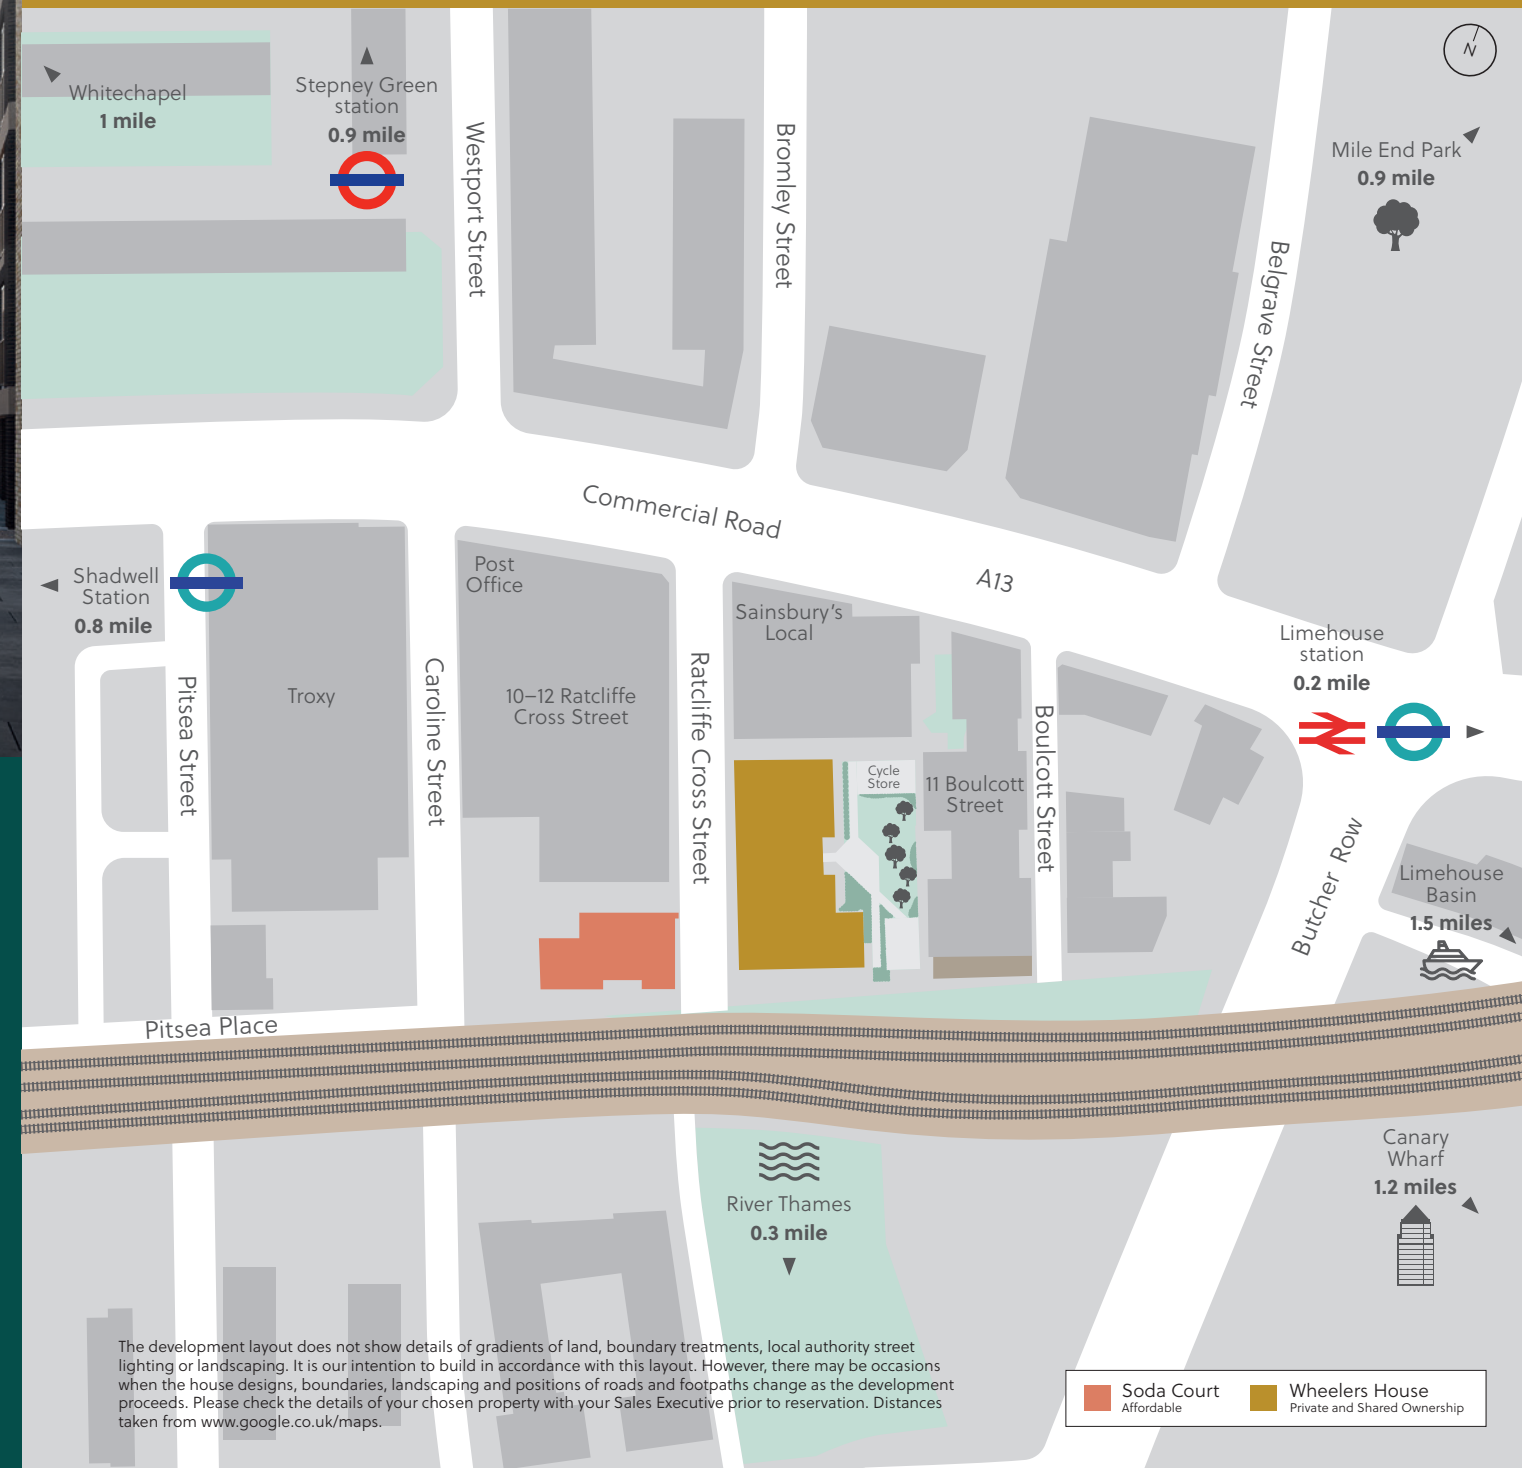 N
Whitechapel
1 mile
Stepney Green
station
0.9 mile
Westport Street
Bromley Street
Belgrave Street
Mile End Park
0.9 mile
Commercial Road
A13
Shadwell
Station
0.8 mile
Pitsea Street
Troxy
Caroline Street
Post
Office
10–12 Ratcliffe
Cross Street
Ratcliffe Cross Street
Sainsbury's
Local
Cycle
Store
11 Boulcott
Street
Boulcott Street
Limehouse
station
0.2 mile
Butcher Row
Limehouse
Basin
1.5 miles
Pitsea Place
River Thames
0.3 mile
Canary
Wharf
1.2 miles
The development layout does not show details of gradients of land, boundary treatments, local authority street
lighting or landscaping. It is our intention to build in accordance with this layout. However, there may be occasions
when the house designs, boundaries, landscaping and positions of roads and footpaths change as the development
proceeds. Please check the details of your chosen property with your Sales Executive prior to reservation. Distances
taken from www.google.co.uk/maps.
Soda Court
Affordable
Wheelers House
Private and Shared Ownership